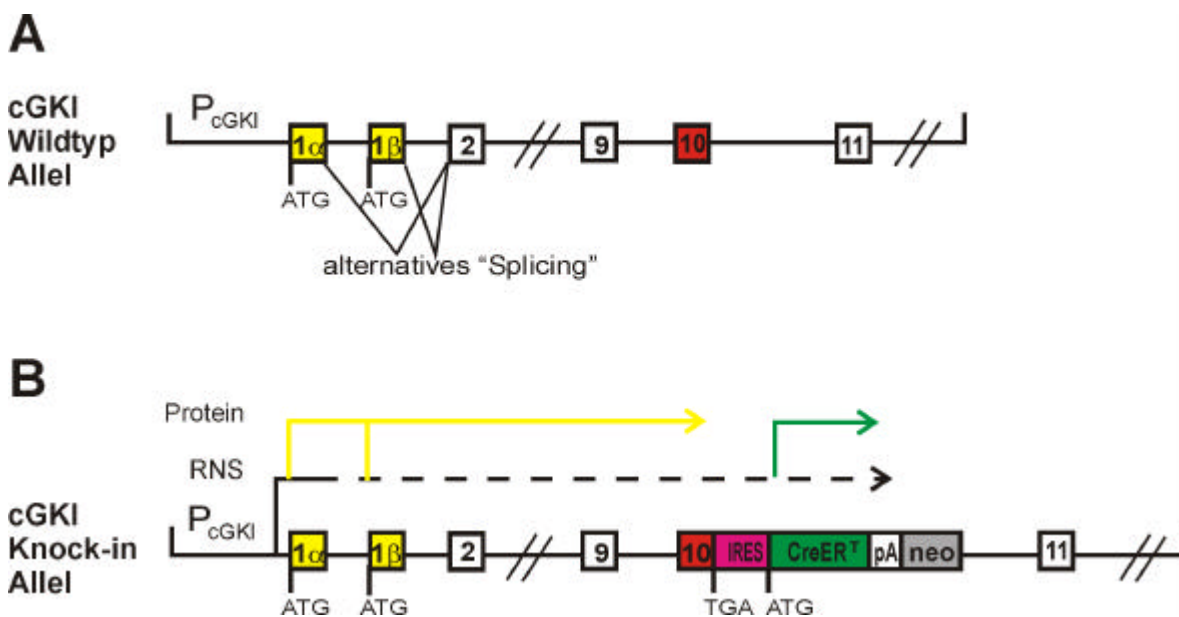 A
cGKI
Wildtyp
Allel
PcGKI
1α 1β 2 9 10 11
ATG ATG
alternatives “Splicing”
B
Protein
RNS
cGKI
Knock-in
Allel
PcGKI
1α 1β 2 9 10 IRES CreERT pA neo 11
ATG ATG TGA ATG